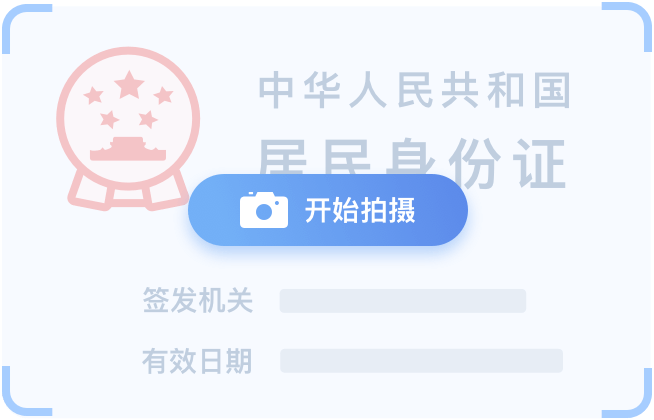 中华人民共和国
居民身份证
开始拍摄
签发机关
有效日期